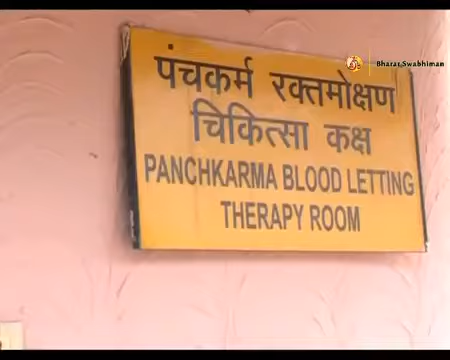 Bharat Swabhiman
पंचकर्म रक्तमोक्षण
चिकित्सा कक्ष
PANCHKARMA BLOOD LETTING
THERAPY ROOM